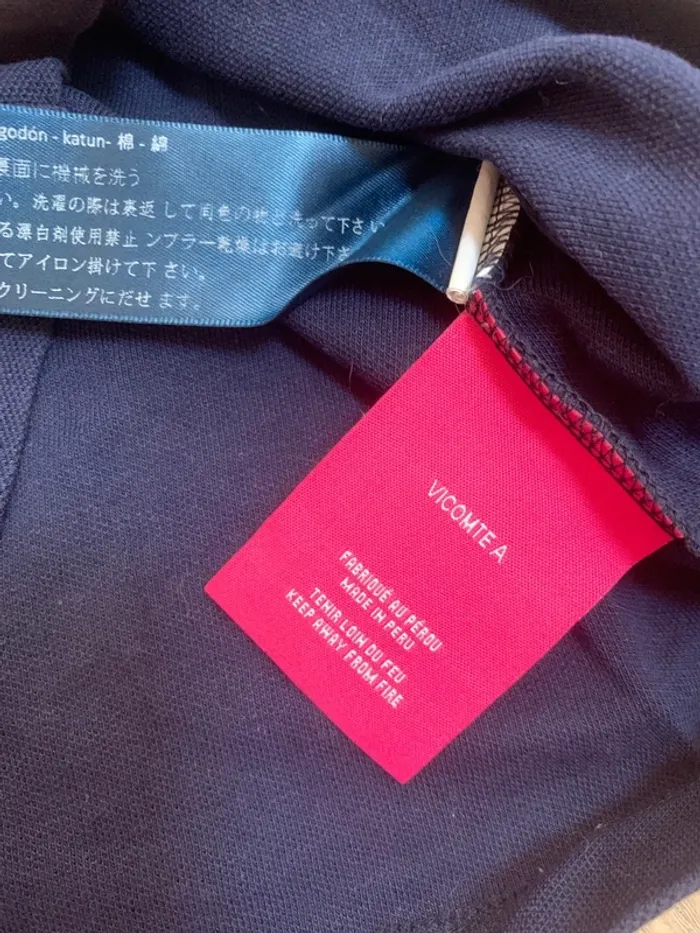 godón - katun- 棉 - 綿
裏面に機械を洗う
い。洗濯の際は裏返 して同色の物と洗って下さい
る漂白剤使用禁止 ンブラー乾燥はお避け下さ
てアイロン掛けて下 さい。
クリーニングにだせ ます。
VICOMTE A.
FABRIQUÉ AU PÉROU
MADE IN PERU
TENIR LOIN DU FEU
KEEP AWAY FROM FIRE